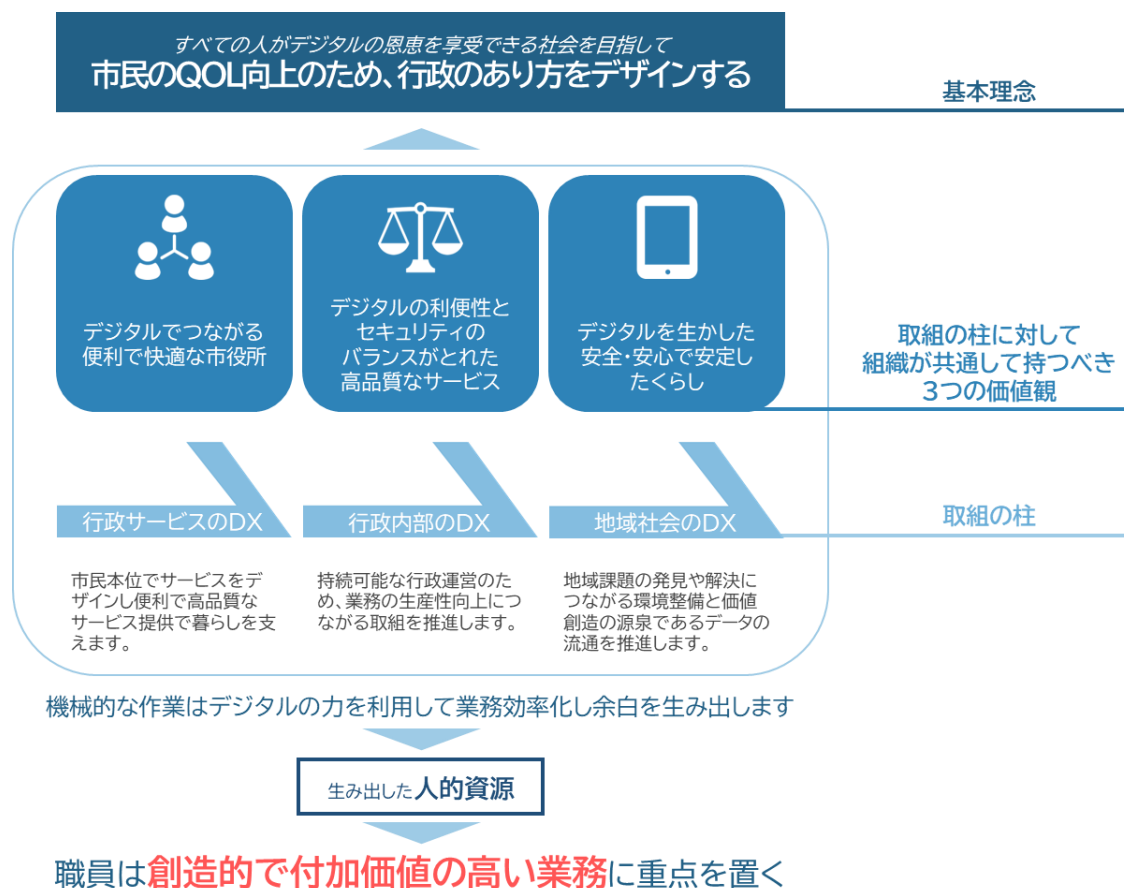 すべての人がデジタルの恩恵を享受できる社会を目指して
市民のQOL向上のため、行政のあり方をデザインする
基本理念
デジタルでつながる
便利で快適な市役所
デジタルの利便性と
セキュリティの
バランスがとれた
高品質なサービス
デジタルを生かした
安全・安心で安定し
たくらし
取組の柱に対して
組織が共通して持つべき
3つの価値観
行政サービスのDX
行政内部のDX
地域社会のDX
取組の柱
市民本位でサービスをデ
ザインし便利で高品質な
サービス提供で暮らしを支
えます。
持続可能な行政運営のた
め、業務の生産性向上につ
ながる取組を推進します。
地域課題の発見や解決に
つながる環境整備と価値
創造の源泉であるデータの
流通を推進します。
機械的な作業はデジタルの力を利用して業務効率化し余白を生み出します
生み出した人的資源
職員は創造的で付加価値の高い業務に重点を置く